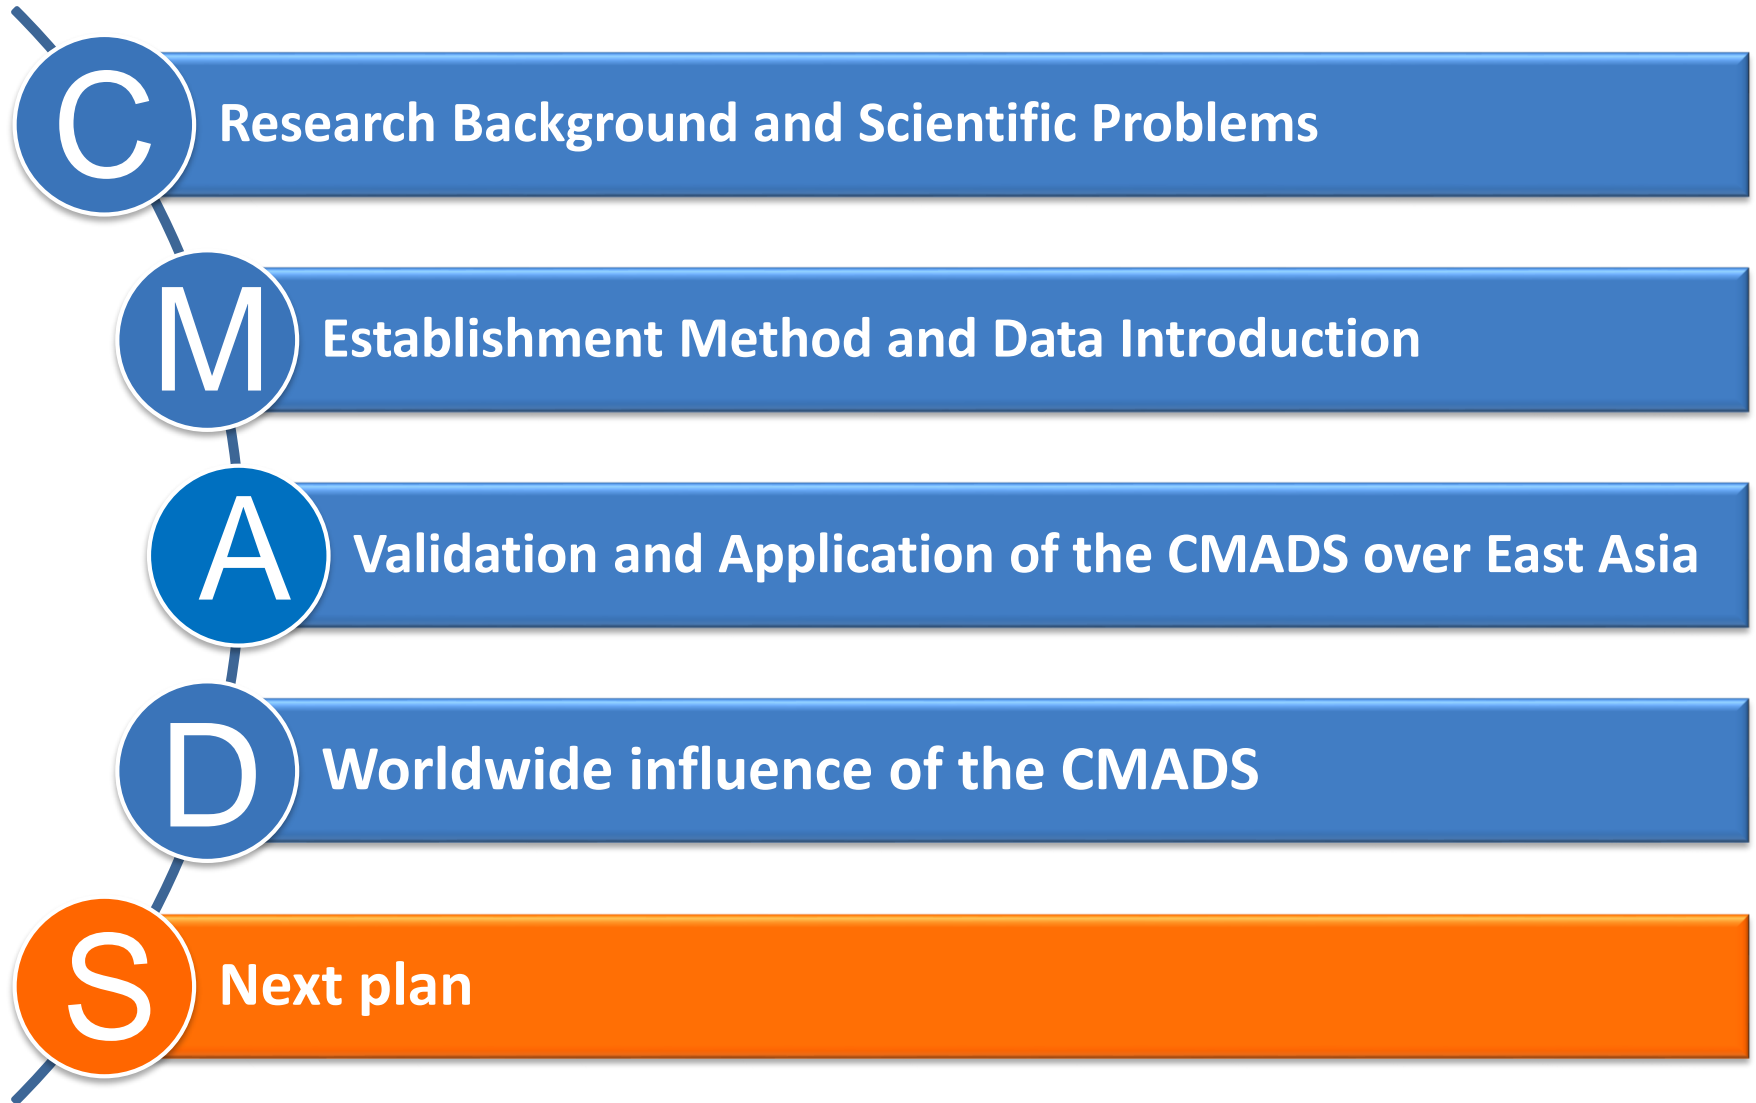 C
Research Background and Scientific Problems
M
Establishment Method and Data Introduction
A
Validation and Application of the CMADS over East Asia
D
Worldwide influence of the CMADS
S
Next plan